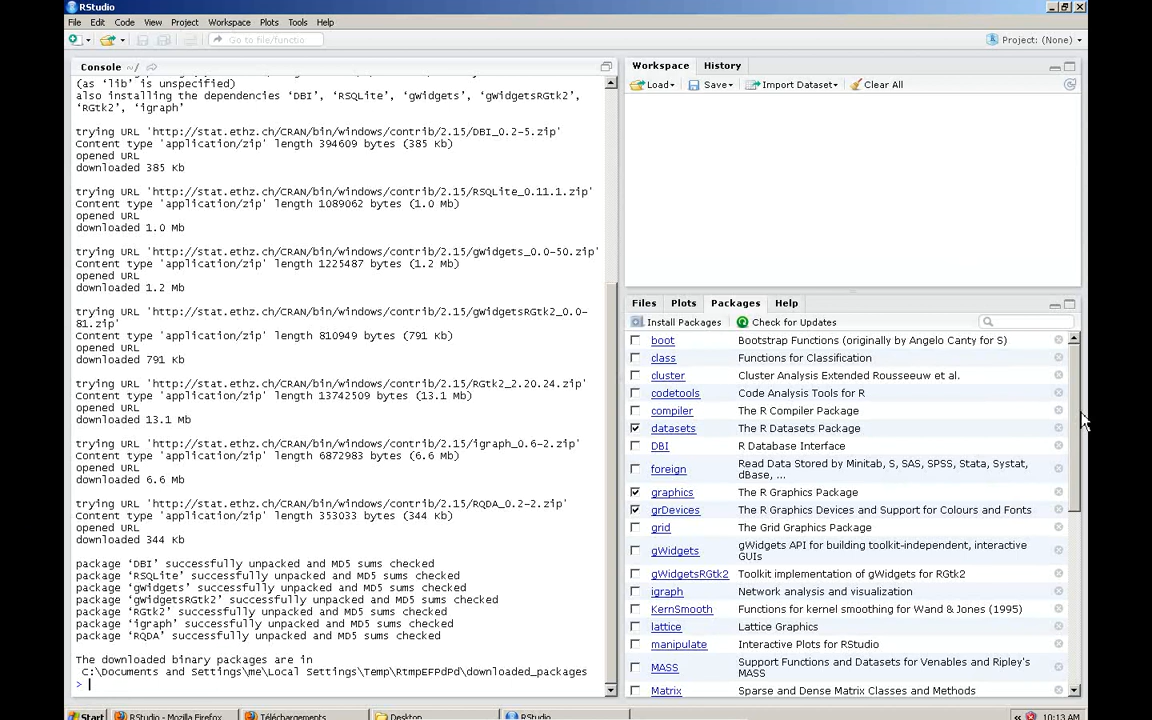 RStudio
File Edit Code View Project Workspace Plots Tools Help
Go to file/functio
Project: (None)
Console ~/
(as ‘lib’ is unspecified)
also installing the dependencies ‘DBI’, ‘RSQLite’, ‘gWidgets’, ‘gWidgetsRGtk2’,
‘RGtk2’, ‘igraph’
trying URL 'http://stat.ethz.ch/CRAN/bin/windows/contrib/2.15/DBI_0.2-5.zip'
Content type 'application/zip' length 394609 bytes (385 Kb)
opened URL
downloaded 385 Kb
trying URL 'http://stat.ethz.ch/CRAN/bin/windows/contrib/2.15/RSQLite_0.11.1.zip'
Content type 'application/zip' length 1089062 bytes (1.0 Mb)
opened URL
downloaded 1.0 Mb
trying URL 'http://stat.ethz.ch/CRAN/bin/windows/contrib/2.15/gWidgets_0.0-50.zip'
Content type 'application/zip' length 1225487 bytes (1.2 Mb)
opened URL
downloaded 1.2 Mb
trying URL 'http://stat.ethz.ch/CRAN/bin/windows/contrib/2.15/gWidgetsRGtk2_0.0-
81.zip'
Content type 'application/zip' length 810949 bytes (791 Kb)
opened URL
downloaded 791 Kb
trying URL 'http://stat.ethz.ch/CRAN/bin/windows/contrib/2.15/RGtk2_2.20.24.zip'
Content type 'application/zip' length 13742509 bytes (13.1 Mb)
opened URL
downloaded 13.1 Mb
trying URL 'http://stat.ethz.ch/CRAN/bin/windows/contrib/2.15/igraph_0.6-2.zip'
Content type 'application/zip' length 6872983 bytes (6.6 Mb)
opened URL
downloaded 6.6 Mb
trying URL 'http://stat.ethz.ch/CRAN/bin/windows/contrib/2.15/RQDA_0.2-2.zip'
Content type 'application/zip' length 353033 bytes (344 Kb)
opened URL
downloaded 344 Kb
package ‘DBI’ successfully unpacked and MD5 sums checked
package ‘RSQLite’ successfully unpacked and MD5 sums checked
package ‘gWidgets’ successfully unpacked and MD5 sums checked
package ‘gWidgetsRGtk2’ successfully unpacked and MD5 sums checked
package ‘RGtk2’ successfully unpacked and MD5 sums checked
package ‘igraph’ successfully unpacked and MD5 sums checked
package ‘RQDA’ successfully unpacked and MD5 sums checked
The downloaded binary packages are in
C:\Documents and Settings\me\Local Settings\Temp\RtmpEFPdPd\downloaded_packages
>
Workspace History
Load Save Import Dataset Clear All
Files Plots Packages Help
Install Packages Check for Updates
boot Bootstrap Functions (originally by Angelo Canty for S)
class Functions for Classification
cluster Cluster Analysis Extended Rousseeuw et al.
codetools Code Analysis Tools for R
compiler The R Compiler Package
datasets The R Datasets Package
DBI R Database Interface
foreign Read Data Stored by Minitab, S, SAS, SPSS, Stata, Systat,
dBase, ...
graphics The R Graphics Package
grDevices The R Graphics Devices and Support for Colours and Fonts
grid The Grid Graphics Package
gWidgets gWidgets API for building toolkit-independent, interactive
GUIs
gWidgetsRGtk2 Toolkit implementation of gWidgets for RGtk2
igraph Network analysis and visualization
KernSmooth Functions for kernel smoothing for Wand & Jones (1995)
lattice Lattice Graphics
manipulate Interactive Plots for RStudio
MASS Support Functions and Datasets for Venables and Ripley's
MASS
Matrix Sparse and Dense Matrix Classes and Methods
Start RStudio - Mozilla Firefox Téléchargements Desktop RStudio « 10:13 AM